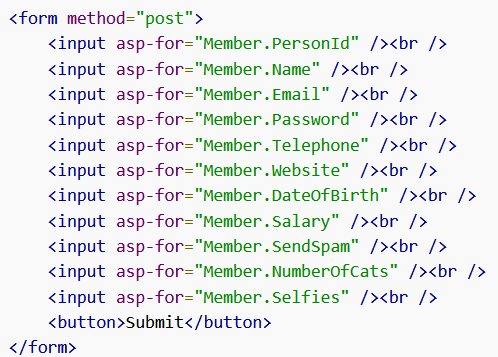 <form method="post">
    <input asp-for="Member.PersonId" /><br />
    <input asp-for="Member.Name" /><br />
    <input asp-for="Member.Email" /><br />
    <input asp-for="Member.Password" /><br />
    <input asp-for="Member.Telephone" /><br />
    <input asp-for="Member.Website" /><br />
    <input asp-for="Member.DateOfBirth" /><br />
    <input asp-for="Member.Salary" /><br />
    <input asp-for="Member.SendSpam" /><br />
    <input asp-for="Member.NumberOfCats" /><br />
    <input asp-for="Member.Selfies" /><br />
    <button>Submit</button>
</form>